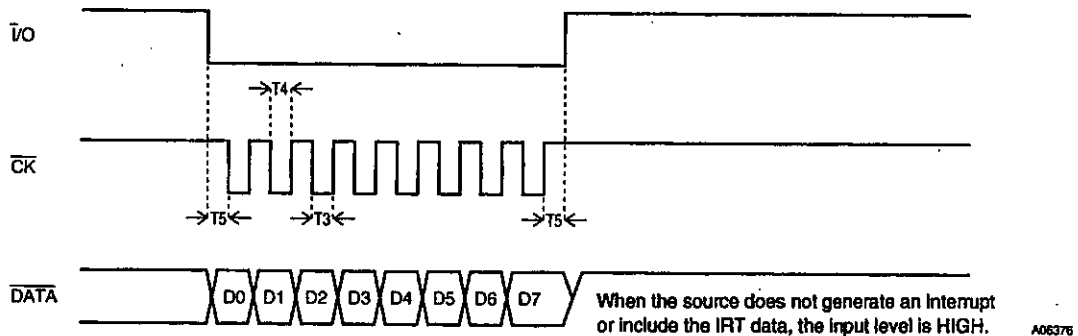 I/O
T4
CK
T5 T3 T5
DATA D0 D1 D2 D3 D4 D5 D6 D7
When the source does not generate an Interrupt
or include the IRT data, the input level is HIGH.
A06376